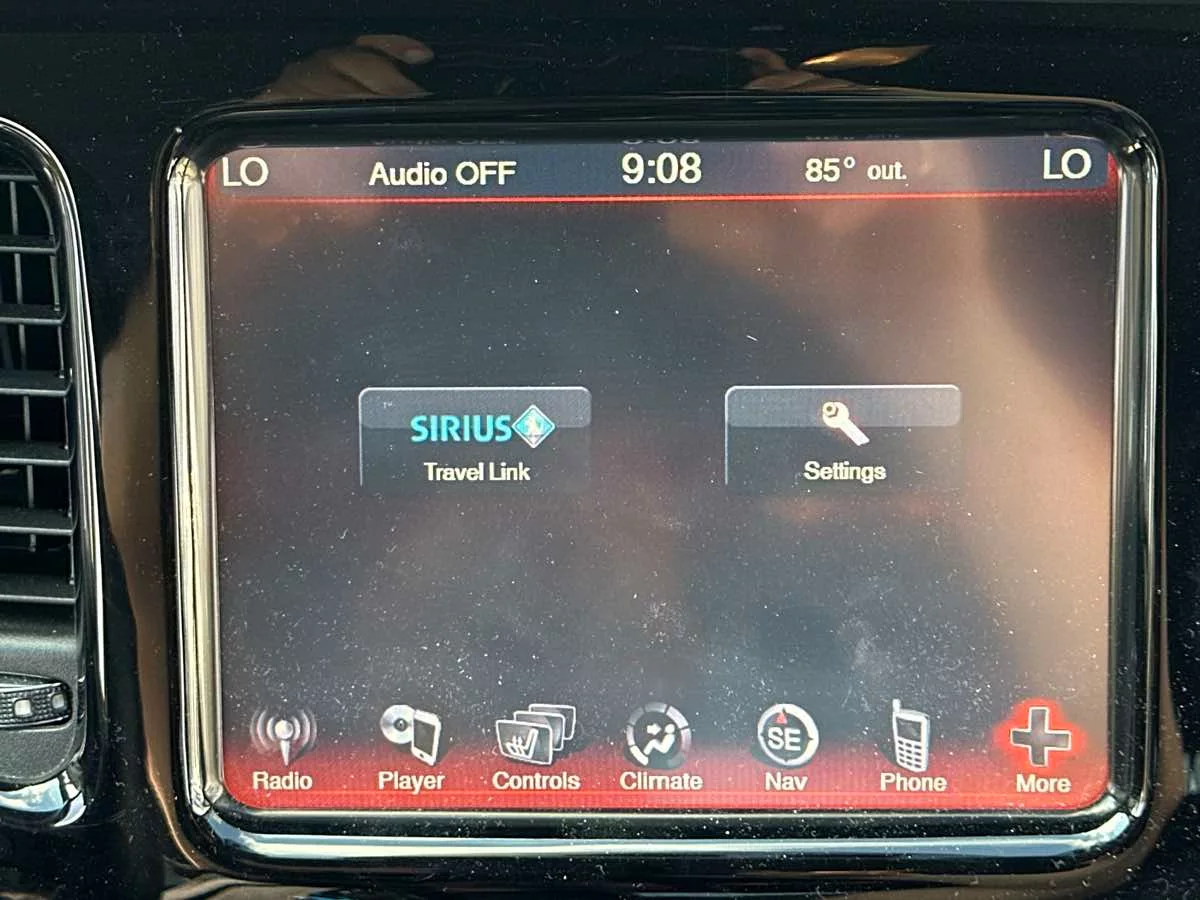 LO Audio OFF 9:08 85° out. LO
SIRIUS
Travel Link
Settings
SE
Radio Player Controls Climate Nav Phone More